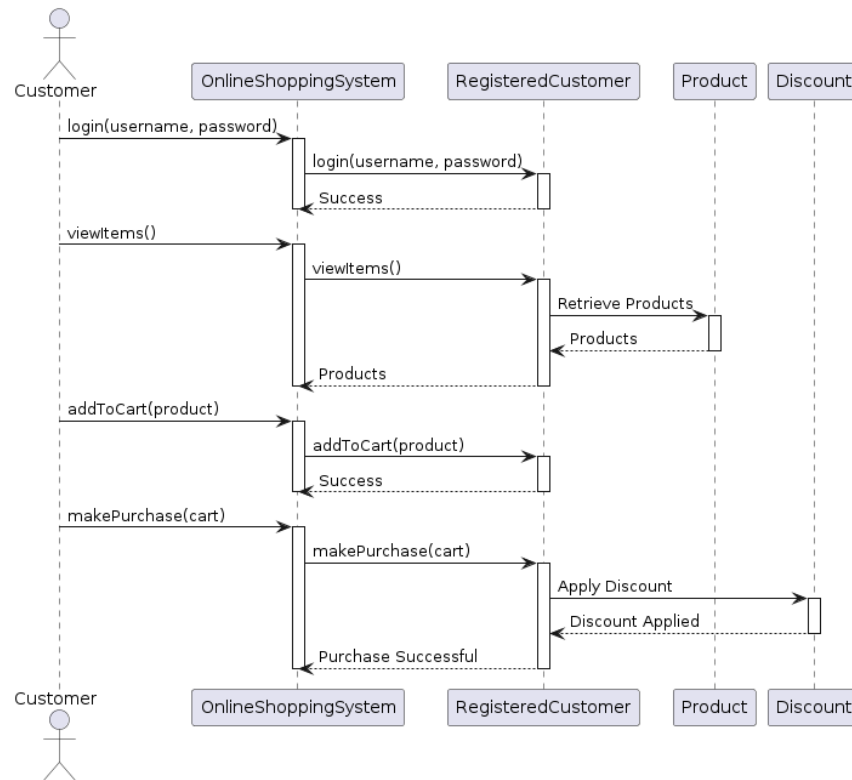 Customer
OnlineShoppingSystem
RegisteredCustomer
Product
Discount
login(username, password)
login(username, password)
Success
viewItems()
viewItems()
Retrieve Products
Products
Products
addToCart(product)
addToCart(product)
Success
makePurchase(cart)
makePurchase(cart)
Apply Discount
Discount Applied
Purchase Successful
Customer
OnlineShoppingSystem
RegisteredCustomer
Product
Discount